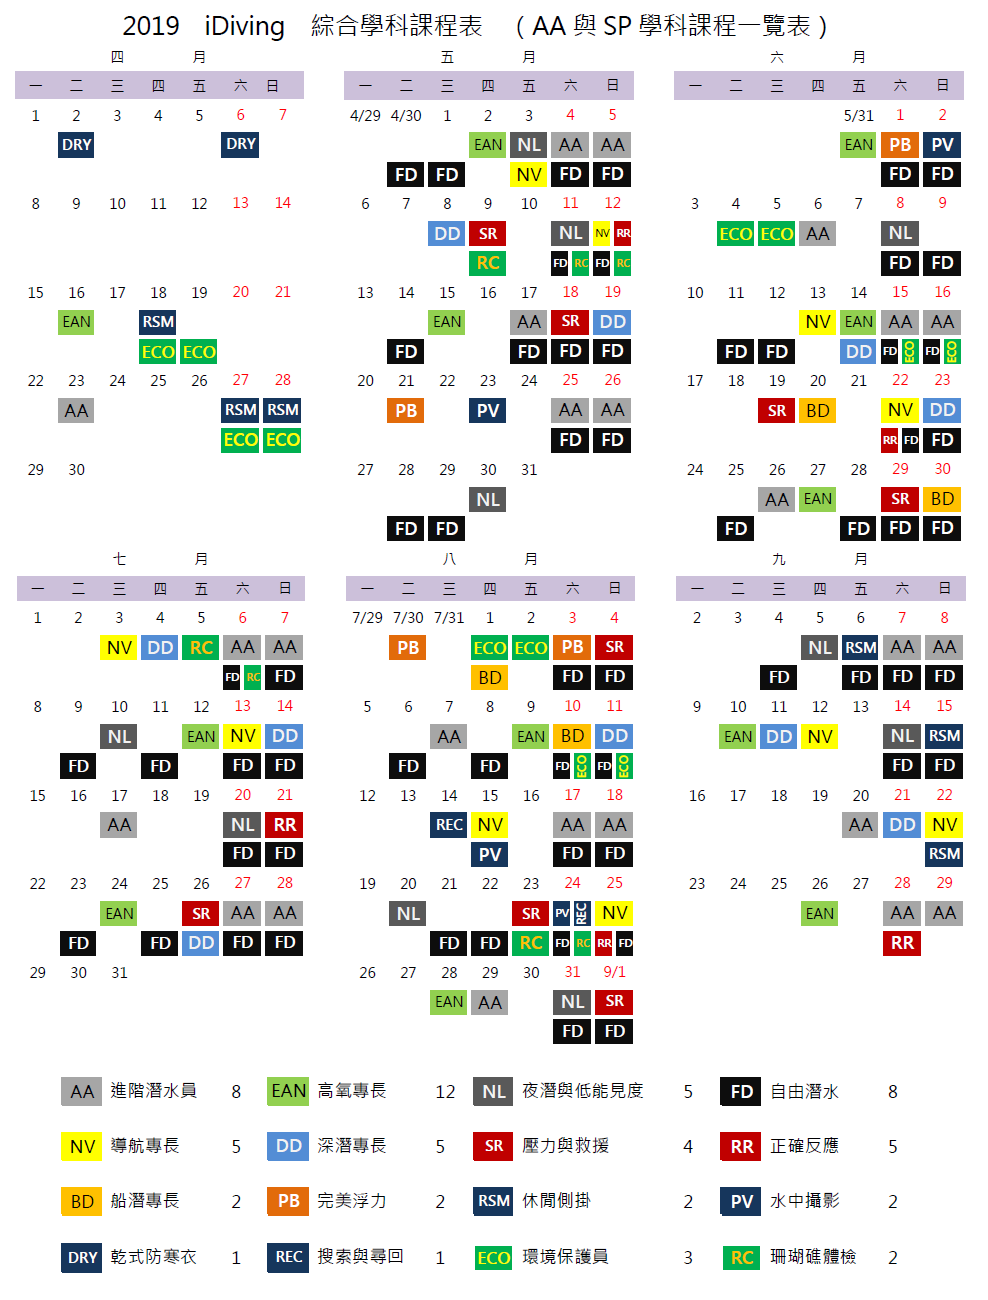 2019 iDiving 綜合學科課程表 （AA 與 SP 學科課程一覽表）
四 月 五 月 六 月
一 二 三 四 五 六 日 一 二 三 四 五 六 日 一 二 三 四 五 六 日
1 2 3 4 5 6 7 4/29 4/30 1 2 3 4 5 5/31 1 2
DRY DRY EAN NL AA AA EAN PB PV
FD FD NV FD FD FD FD
8 9 10 11 12 13 14 6 7 8 9 10 11 12 3 4 5 6 7 8 9
DD SR NL NV RR ECO ECO AA NL
RC FD RC FD RC FD FD
15 16 17 18 19 20 21 13 14 15 16 17 18 19 10 11 12 13 14 15 16
EAN RSM EAN AA SR DD NV EAN AA AA
ECO ECO FD FD FD FD FD FD DD FD ECO FD ECO
22 23 24 25 26 27 28 20 21 22 23 24 25 26 17 18 19 20 21 22 23
AA RSM RSM PB PV AA AA SR BD NV DD
ECO ECO FD FD RR FD FD
29 30 27 28 29 30 31 24 25 26 27 28 29 30
NL AA EAN SR BD
FD FD FD FD FD FD
七 月 八 月 九 月
一 二 三 四 五 六 日 一 二 三 四 五 六 日 一 二 三 四 五 六 日
1 2 3 4 5 6 7 7/29 7/30 7/31 1 2 3 4 2 3 4 5 6 7 8
NV DD RC AA AA PB ECO ECO PB SR NL RSM AA AA
FD RC FD BD FD FD FD FD FD FD
8 9 10 11 12 13 14 5 6 7 8 9 10 11 9 10 11 12 13 14 15
NL EAN NV DD AA EAN BD DD EAN DD NV NL RSM
FD FD FD FD FD FD FD ECO FD ECO FD FD
15 16 17 18 19 20 21 12 13 14 15 16 17 18 16 17 18 19 20 21 22
AA NL RR REC NV AA AA AA DD NV
FD FD PV FD FD RSM
22 23 24 25 26 27 28 19 20 21 22 23 24 25 23 24 25 26 27 28 29
EAN SR AA AA NL SR PV REC NV EAN AA AA
FD FD DD FD FD FD FD RC FD RC RR FD RR
29 30 31 26 27 28 29 30 31 9/1
EAN AA NL SR
FD FD
AA 進階潛水員 8 EAN 高氧專長 12 NL 夜潛與低能見度 5 FD 自由潛水 8
NV 導航專長 5 DD 深潛專長 5 SR 壓力與救援 4 RR 正確反應 5
BD 船潛專長 2 PB 完美浮力 2 RSM 休閒側掛 2 PV 水中攝影 2
DRY 乾式防寒衣 1 REC 搜索與尋回 1 ECO 環境保護員 3 RC 珊瑚礁體檢 2